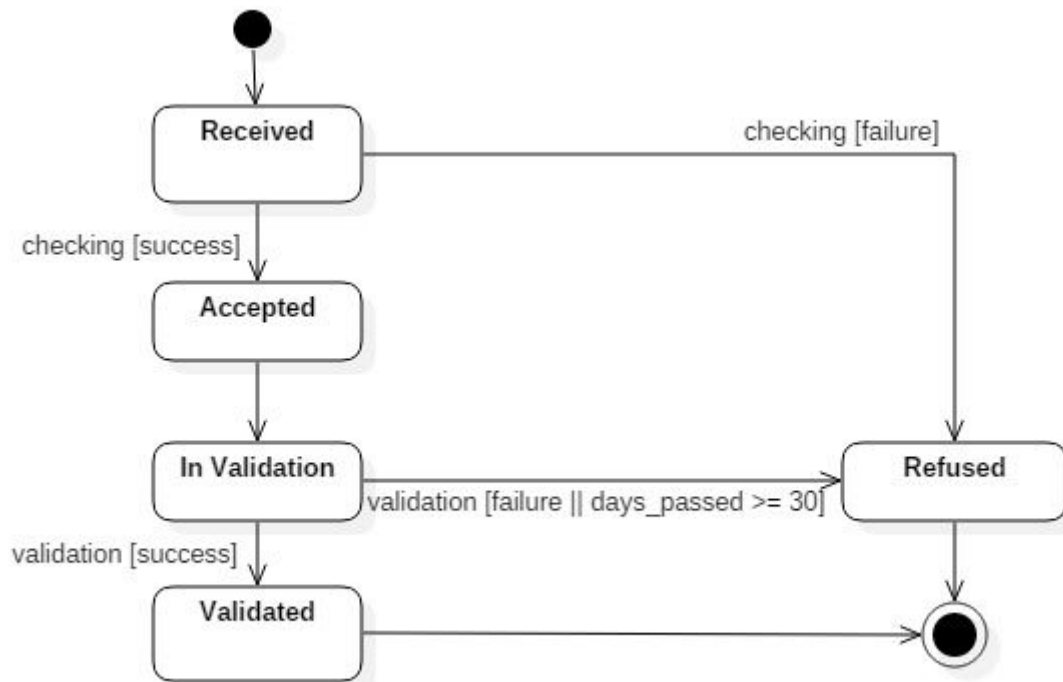 Received
checking [failure]
checking [success]
Accepted
In Validation
Refused
validation [failure || days_passed >= 30]
validation [success]
Validated